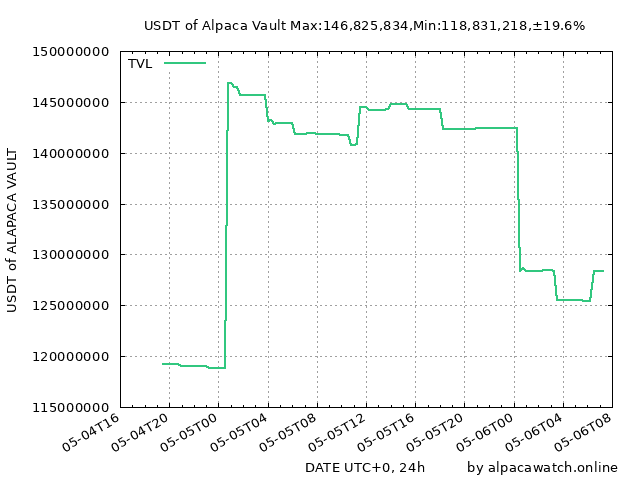 USDT of Alpaca Vault Max:146,825,834,Min:118,831,218,±19.6%
TVL
USDT of ALAPACA VAULT
150000000
145000000
140000000
135000000
130000000
125000000
120000000
115000000
05-04T16
05-04T20
05-05T00
05-05T04
05-05T08
05-05T12
05-05T16
05-05T20
05-06T00
05-06T04
05-06T08
DATE UTC+0, 24h
by alpacawatch.online